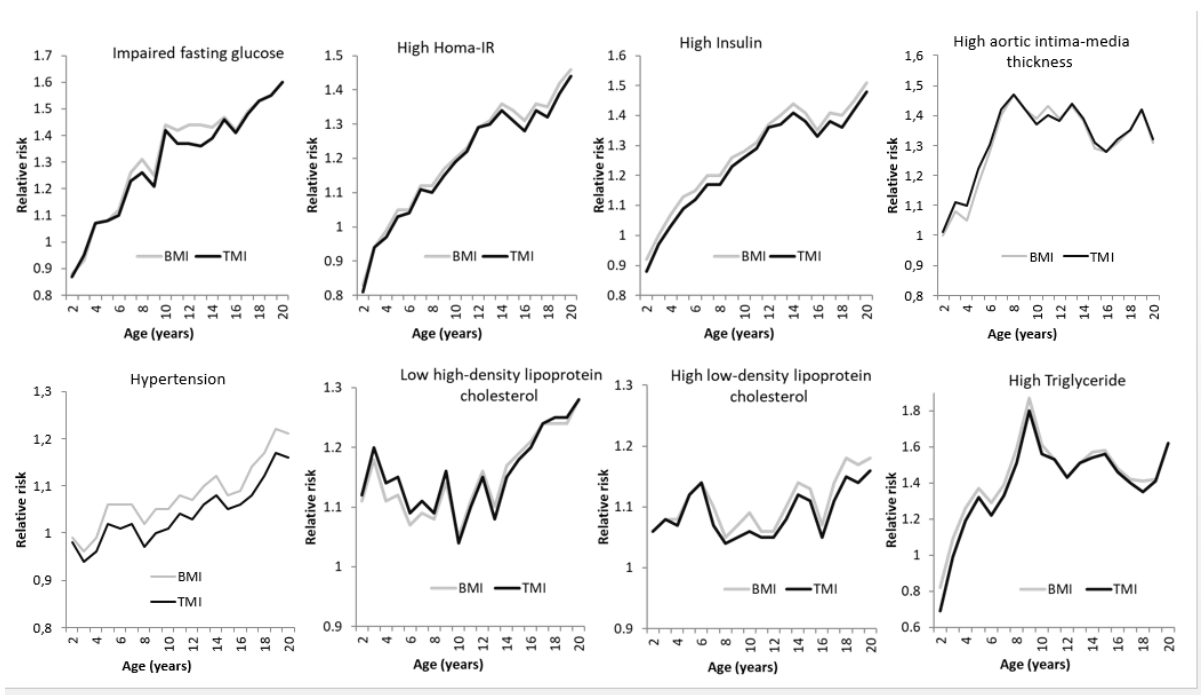 Impaired fasting glucose
Relative risk
1.7
1.6
1.5
1.4
1.3
1.2
1.1
1
0.9
0.8
BMI TMI
2 4 6 8 10 12 14 16 18 20
Age (years)
High Homa-IR
Relative risk
1.5
1.4
1.3
1.2
1.1
1
0.9
0.8
BMI TMI
2 4 6 8 10 12 14 16 18 20
Age (years)
High Insulin
Relative risk
1.6
1.5
1.4
1.3
1.2
1.1
1
0.9
0.8
BMI TMI
2 4 6 8 10 12 14 16 18 20
Age (years)
High aortic intima-media
thickness
Relative risk
1,6
1,5
1,4
1,3
1,2
1,1
1
0,9
0,8
BMI TMI
2 4 6 8 10 12 14 16 18 20
Age (years)
Hypertension
Relative risk
1,3
1,2
1,1
1
0,9
0,8
BMI
TMI
2 4 6 8 10 12 14 16 18 20
Age (years)
Low high-density lipoprotein
cholesterol
Relative risk
1.3
1.2
1.1
1
0.9
BMI TMI
2 4 6 8 10 12 14 16 18 20
Age (years)
High low-density lipoprotein
cholesterol
Relative risk
1.3
1.2
1.1
1
0.9
BMI TMI
2 4 6 8 10 12 14 16 18 20
Age (years)
High Triglyceride
Relative risk
1.8
1.6
1.4
1.2
1
0.8
0.6
BMI TMI
2 4 6 8 10 12 14 16 18 20
Age (years)